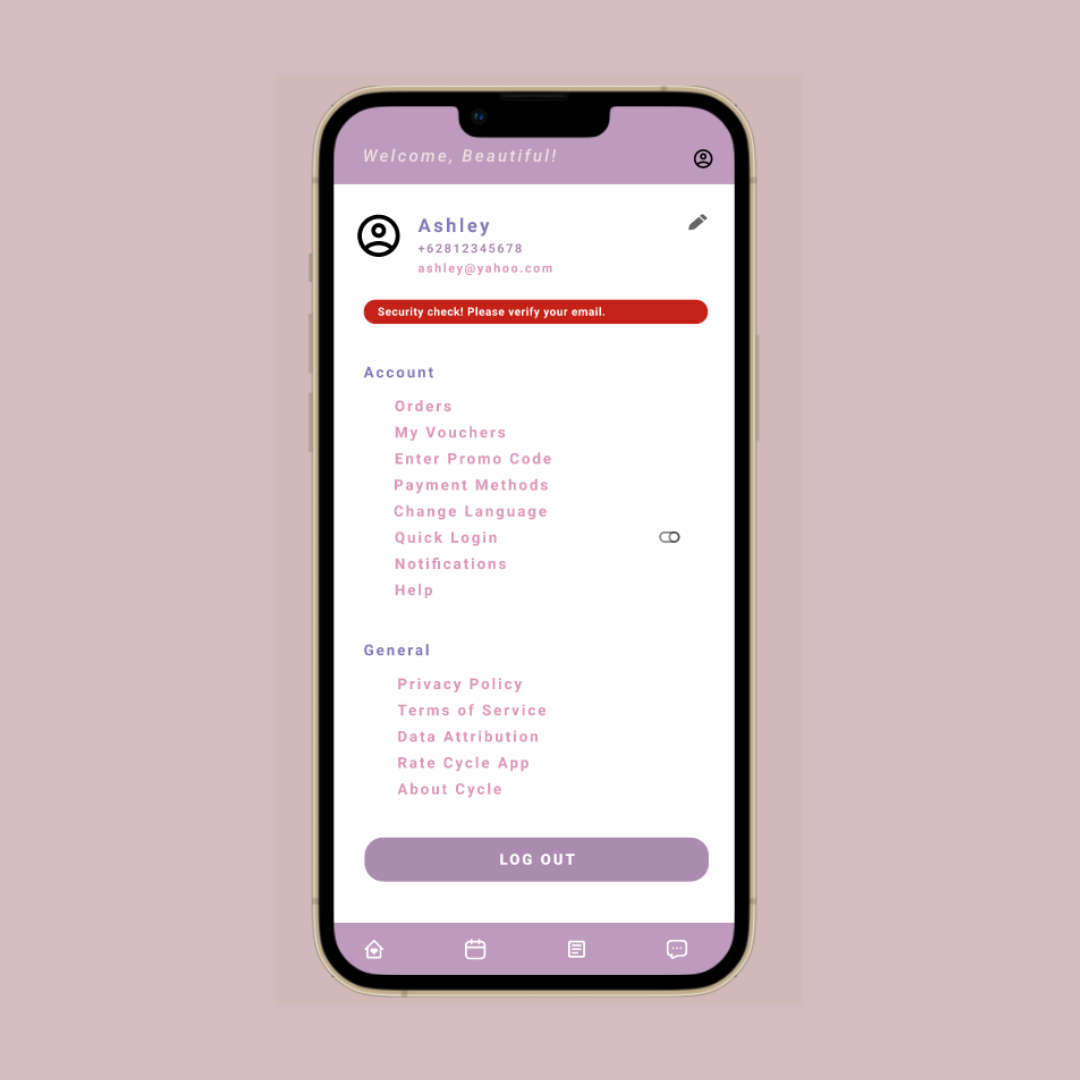 Welcome, Beautiful!
Ashley
+62812345678
ashley@yahoo.com
Security check! Please verify your email.
Account
Orders
My Vouchers
Enter Promo Code
Payment Methods
Change Language
Quick Login
Notifications
Help
General
Privacy Policy
Terms of Service
Data Attribution
Rate Cycle App
About Cycle
LOG OUT